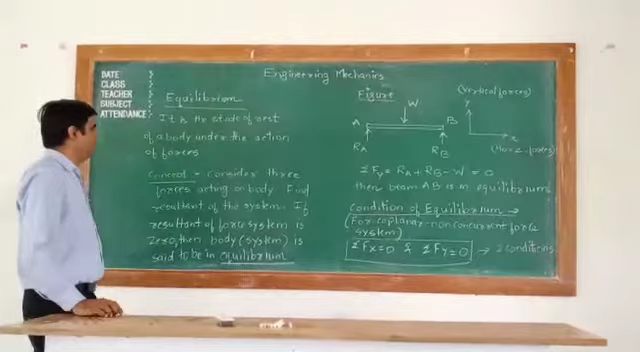 Engineering Mechanics
DATE
CLASS
TEACHER
SUBJECT
ATTENDANCE
Equilibrium
It is the state of rest
of a body under the action
of forces
Concept - consider three
forces acting on body. Find
resultant of the system. If
resultant of force system is
zero, then body (system) is
said to be in equilibrium
Figure
W
A
B
RA
RB
(Vertical forces)
Y
X
(Horiz. forces)
ΣFy = RA + RB - W = 0
then beam AB is in equilibrium
Condition of Equilibrium →
(For coplanar non concurrent force
system)
ΣFx=0 & ΣFy=0 → 2 conditions